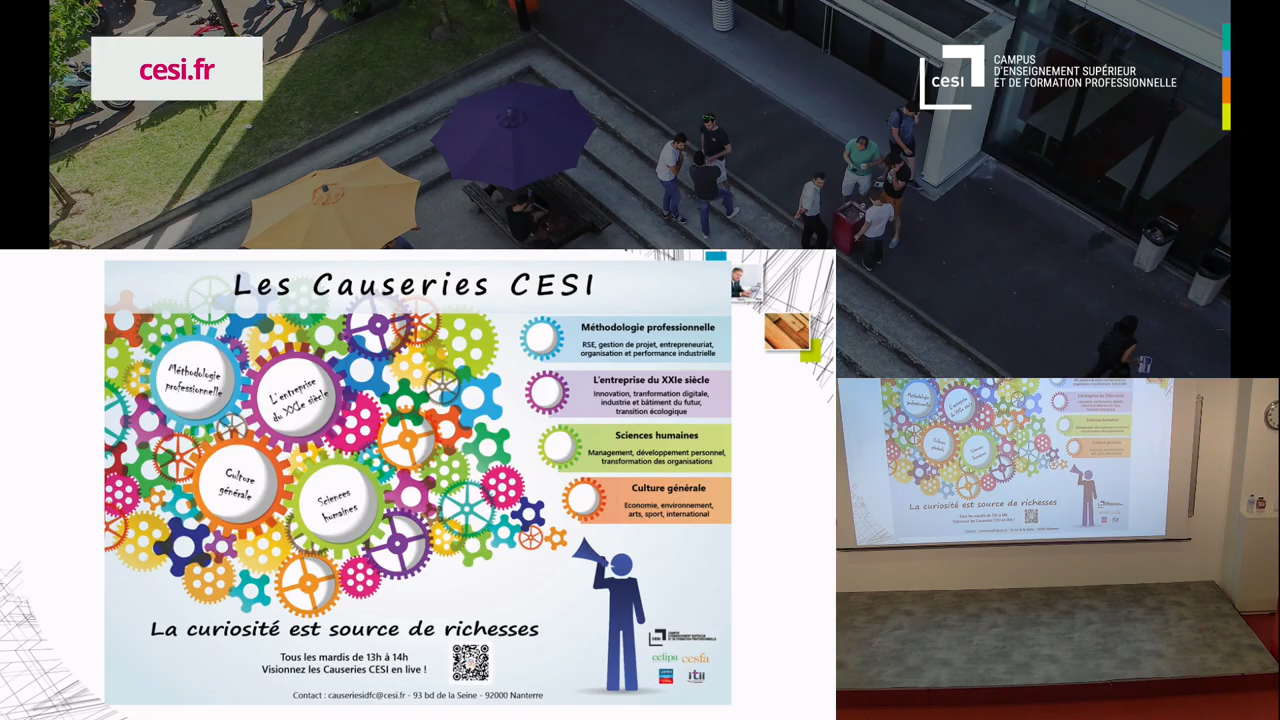 cesi.fr
cesi
CAMPUS
D'ENSEIGNEMENT SUPÉRIEUR
ET DE FORMATION PROFESSIONNELLE
Les Causeries CESI
Méthodologie professionnelle
RSE, gestion de projet, entrepreneuriat,
organisation et performance industrielle
L'entreprise du XXIe siècle
Innovation, tranformation digitale,
industrie et bâtiment du futur,
transition écologique
Sciences humaines
Management, développement personnel,
transformation des organisations
Culture générale
Economie, environnement,
arts, sport, international
Méthodologie
professionnelle
L'entreprise
du XXIe siècle
Culture
générale
Sciences
humaines
La curiosité est source de richesses
Tous les mardis de 13h à 14h
Visionnez les Causeries CESI en live !
Contact : causeriesidfc@cesi.fr - 93 bd de la Seine - 92000 Nanterre
cefipa cesfa
itii
La curiosité est source de richesses